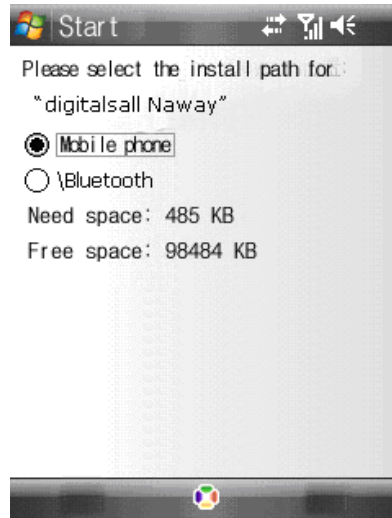 Start
Please select the install path for:
"digitalsall Naway"
Mobile phone
\Bluetooth
Need space: 485 KB
Free space: 98484 KB